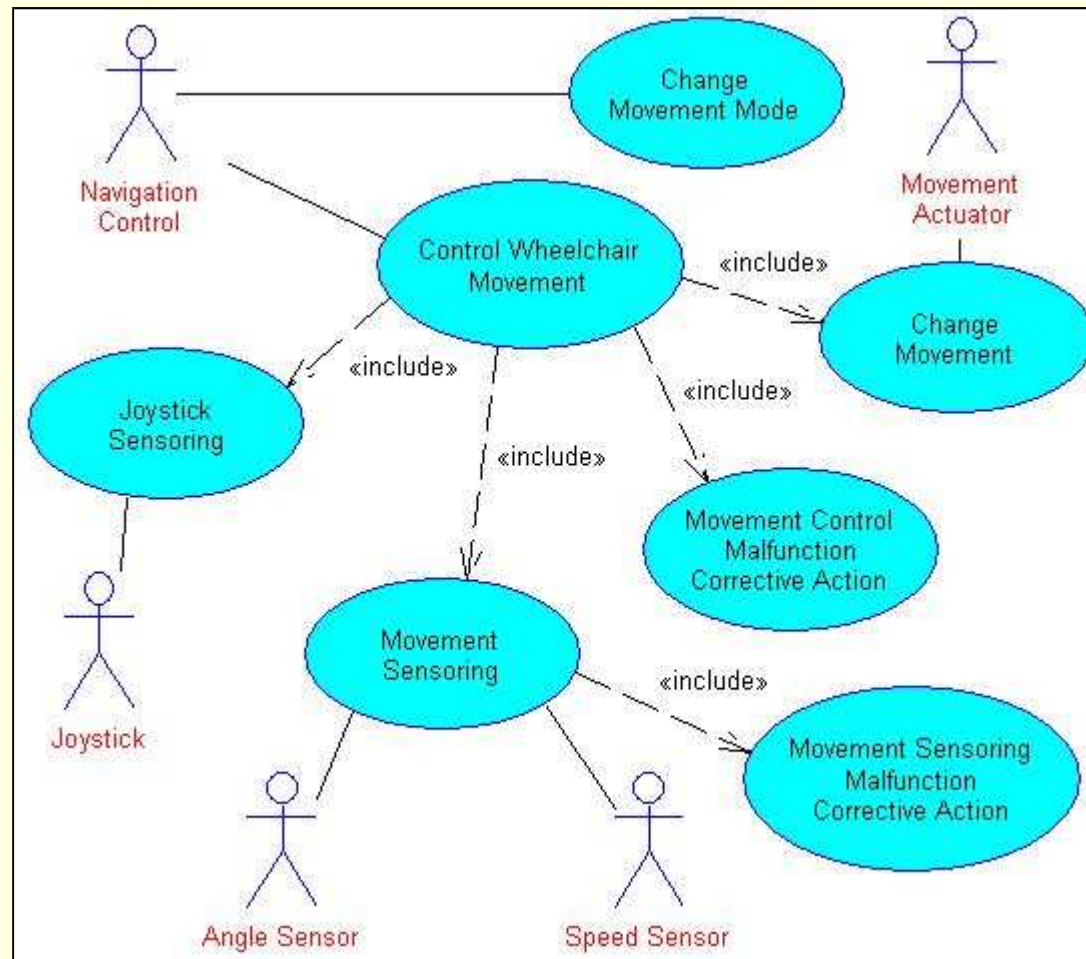 Change
Movement Mode
Navigation
Control
Movement
Actuator
Control Wheelchair
Movement
«include»
Change
Movement
«include»
«include»
Joystick
Sensoring
«include»
Movement Control
Malfunction
Corrective Action
Movement
Sensoring
«include»
Joystick
Movement Sensoring
Malfunction
Corrective Action
Angle Sensor
Speed Sensor